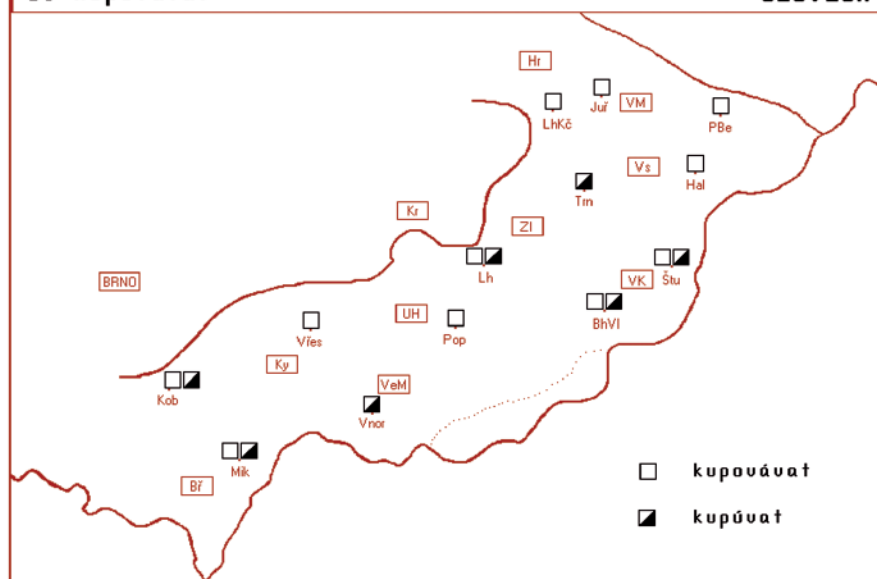 Hr
Juř
VM
LhKč
PBe
Vs
Hal
Trn
Kr
Zl
BRNO
Lh
VK
Štu
BhVl
UH
Vřes
Pop
Ky
VeM
Kob
Vnor
Mik
Bř
kupovávat
kupúvat